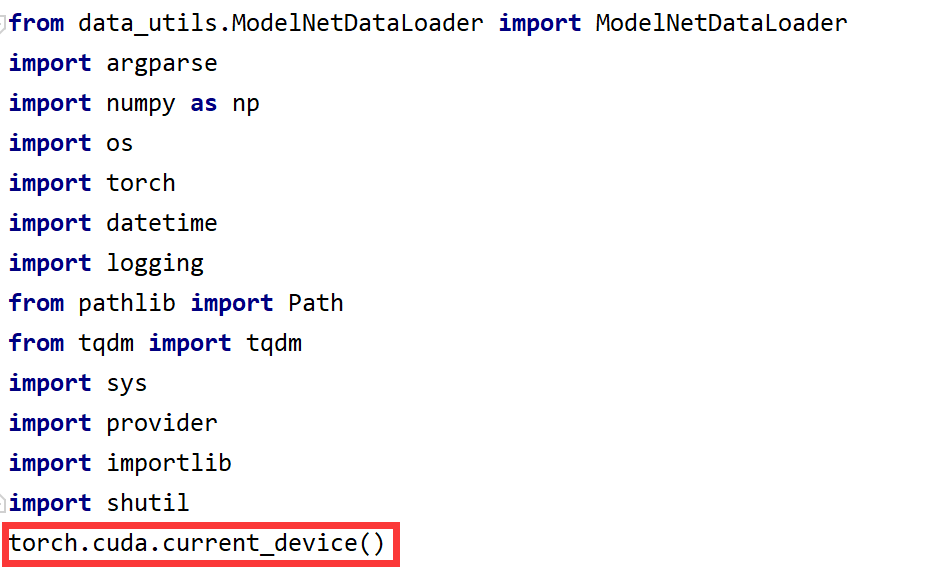 from data_utils.ModelNetDataLoader import ModelNetDataLoader
import argparse
import numpy as np
import os
import torch
import datetime
import logging
from pathlib import Path
from tqdm import tqdm
import sys
import provider
import importlib
import shutil
torch.cuda.current_device()